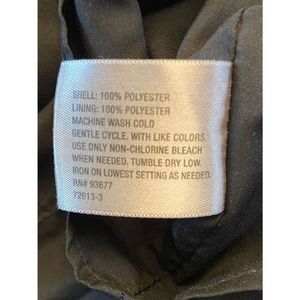 SHELL: 100% POLYESTER
LINING: 100% POLYESTER
MACHINE WASH COLD
GENTLE CYCLE. WITH LIKE COLORS.
USE ONLY NON-CHLORINE BLEACH
WHEN NEEDED. TUMBLE DRY LOW.
IRON ON LOWEST SETTING AS NEEDED.
RN# 93677
72613-3